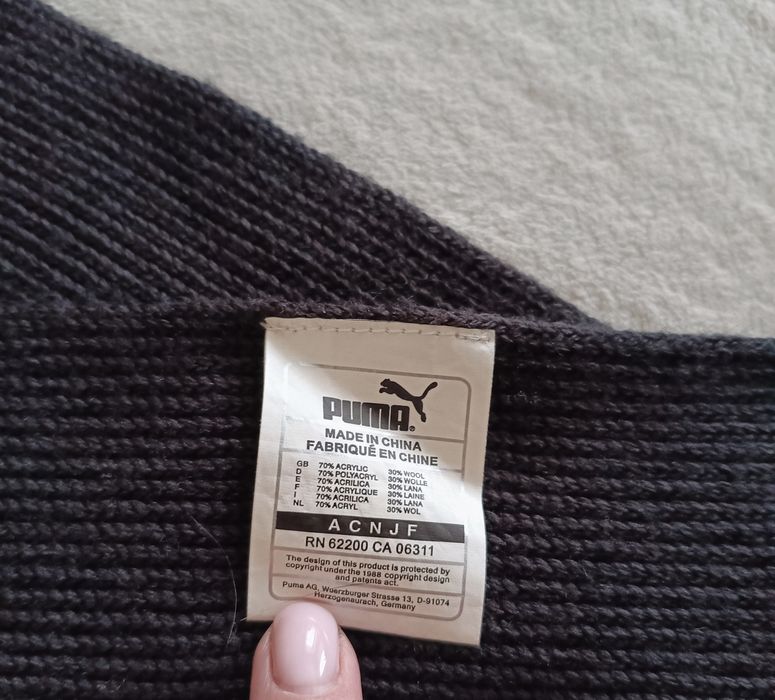 PUMA®
MADE IN CHINA
FABRIQUÉ EN CHINE
GB 70% ACRYLIC 30% WOOL
D 70% POLYACRYL 30% WOLLE
E 70% ACRILICA 30% LANA
F 70% ACRYLIQUE 30% LAINE
I 70% ACRILICA 30% LANA
NL 70% ACRYL 30% WOL
A C N J F
RN 62200 CA 06311
The design of this product is protected by
copyright under the 1988 copyright design
and patents act.
Puma AG, Wuerzburger Strasse 13, D-91074
Herzogenaurach, Germany